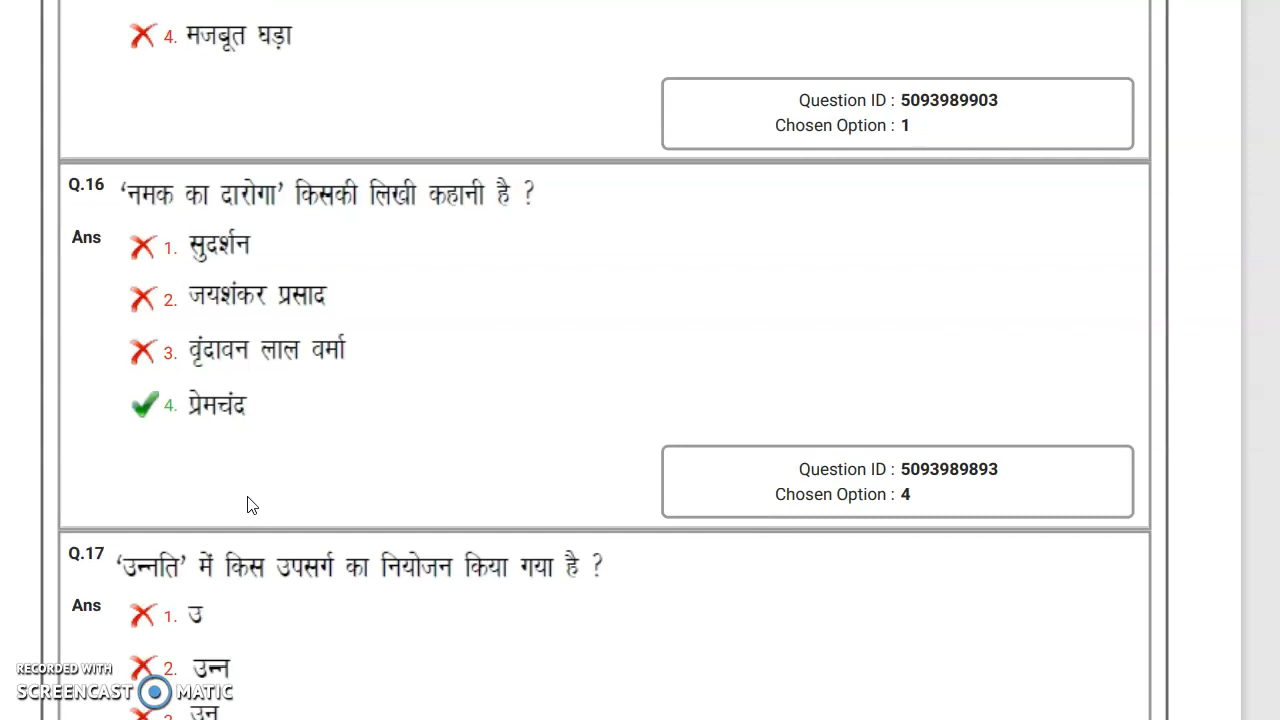 4. मजबूत घड़ा
Question ID : 5093989903
Chosen Option : 1
Q.16 ‘नमक का दारोगा’ किसकी लिखी कहानी है ?
Ans 1. सुदर्शन
2. जयशंकर प्रसाद
3. वृंदावन लाल वर्मा
4. प्रेमचंद
Question ID : 5093989893
Chosen Option : 4
Q.17 ‘उन्नति’ में किस उपसर्ग का नियोजन किया गया है ?
Ans 1. उ
2. उन्न
RECORDED WITH
SCREENCAST MATIC